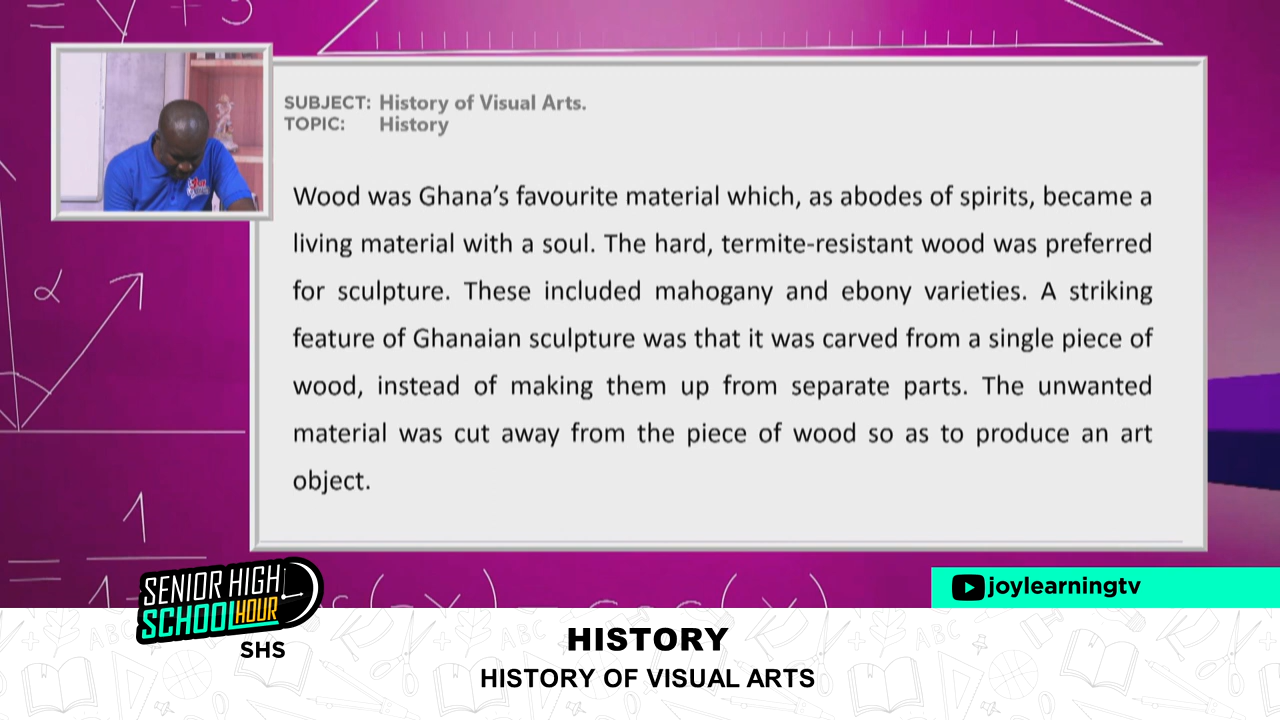 SUBJECT: History of Visual Arts.
TOPIC: History
Wood was Ghana's favourite material which, as abodes of spirits, became a
living material with a soul. The hard, termite-resistant wood was preferred
for sculpture. These included mahogany and ebony varieties. A striking
feature of Ghanaian sculpture was that it was carved from a single piece of
wood, instead of making them up from separate parts. The unwanted
material was cut away from the piece of wood so as to produce an art
object.
SENIOR HIGH
SCHOOL HOUR
SHS
joylearningtv
HISTORY
HISTORY OF VISUAL ARTS